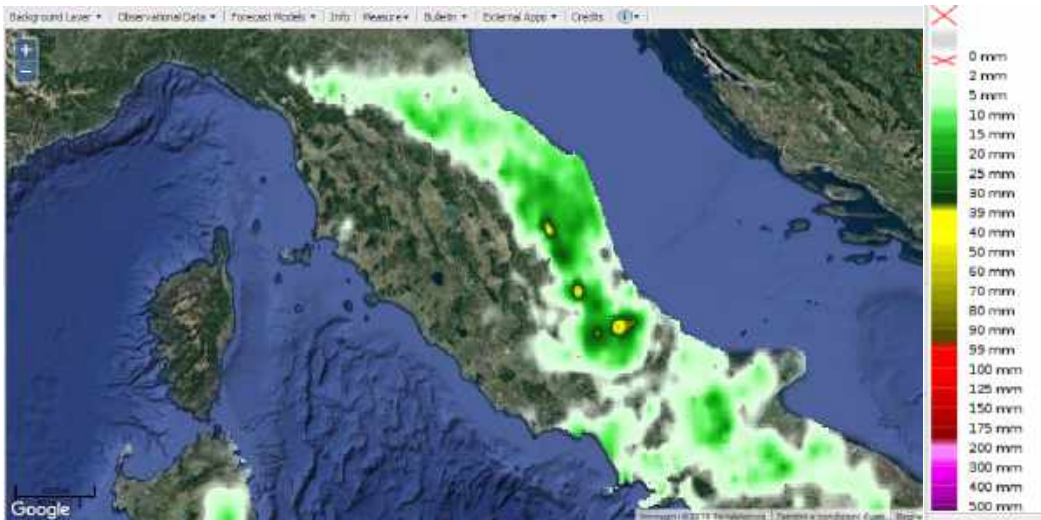 Background Layer Observational Data Forecast Models Info Measure Bulletin External Apps Credits
+
−
0 mm
2 mm
5 mm
10 mm
15 mm
20 mm
25 mm
30 mm
39 mm
40 mm
50 mm
60 mm
70 mm
80 mm
90 mm
99 mm
100 mm
125 mm
150 mm
175 mm
200 mm
300 mm
400 mm
500 mm
Google